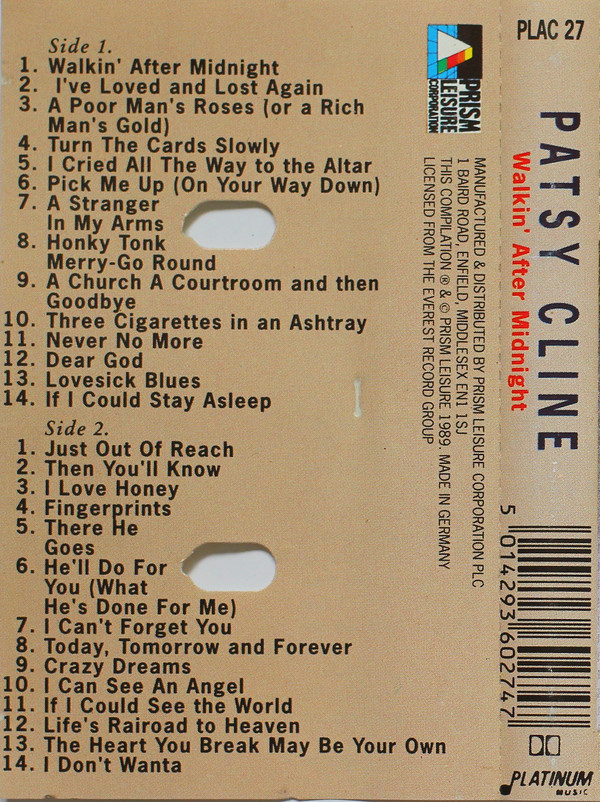 Side 1.
1. Walkin' After Midnight
2. I've Loved and Lost Again
3. A Poor Man's Roses (or a Rich
Man's Gold)
4. Turn The Cards Slowly
5. I Cried All The Way to the Altar
6. Pick Me Up (On Your Way Down)
7. A Stranger
In My Arms
8. Honky Tonk
Merry-Go Round
9. A Church A Courtroom and then
Goodbye
10. Three Cigarettes in an Ashtray
11. Never No More
12. Dear God
13. Lovesick Blues
14. If I Could Stay Asleep
Side 2.
1. Just Out Of Reach
2. Then You'll Know
3. I Love Honey
4. Fingerprints
5. There He
Goes
6. He'll Do For
You (What
He's Done For Me)
7. I Can't Forget You
8. Today, Tomorrow and Forever
9. Crazy Dreams
10. I Can See An Angel
11. If I Could See the World
12. Life's Rairoad to Heaven
13. The Heart You Break May Be Your Own
14. I Don't Wanta
PRISM
LEISURE
CORPORATION
MANUFACTURED & DISTRIBUTED BY PRISM LEISURE CORPORATION PLC
1 BAIRD ROAD, ENFIELD, MIDDLESEX EN1 1SJ
THIS COMPILATION ® & © PRISM LEISURE 1989. MADE IN GERMANY
LICENSED FROM THE EVEREST RECORD GROUP
PLAC 27
PATSY CLINE
Walkin' After Midnight
5 014293 602747
PLATINUM
MUSIC